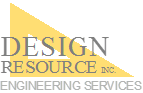 DESIGN
RESOURCE INC.
ENGINEERING SERVICES